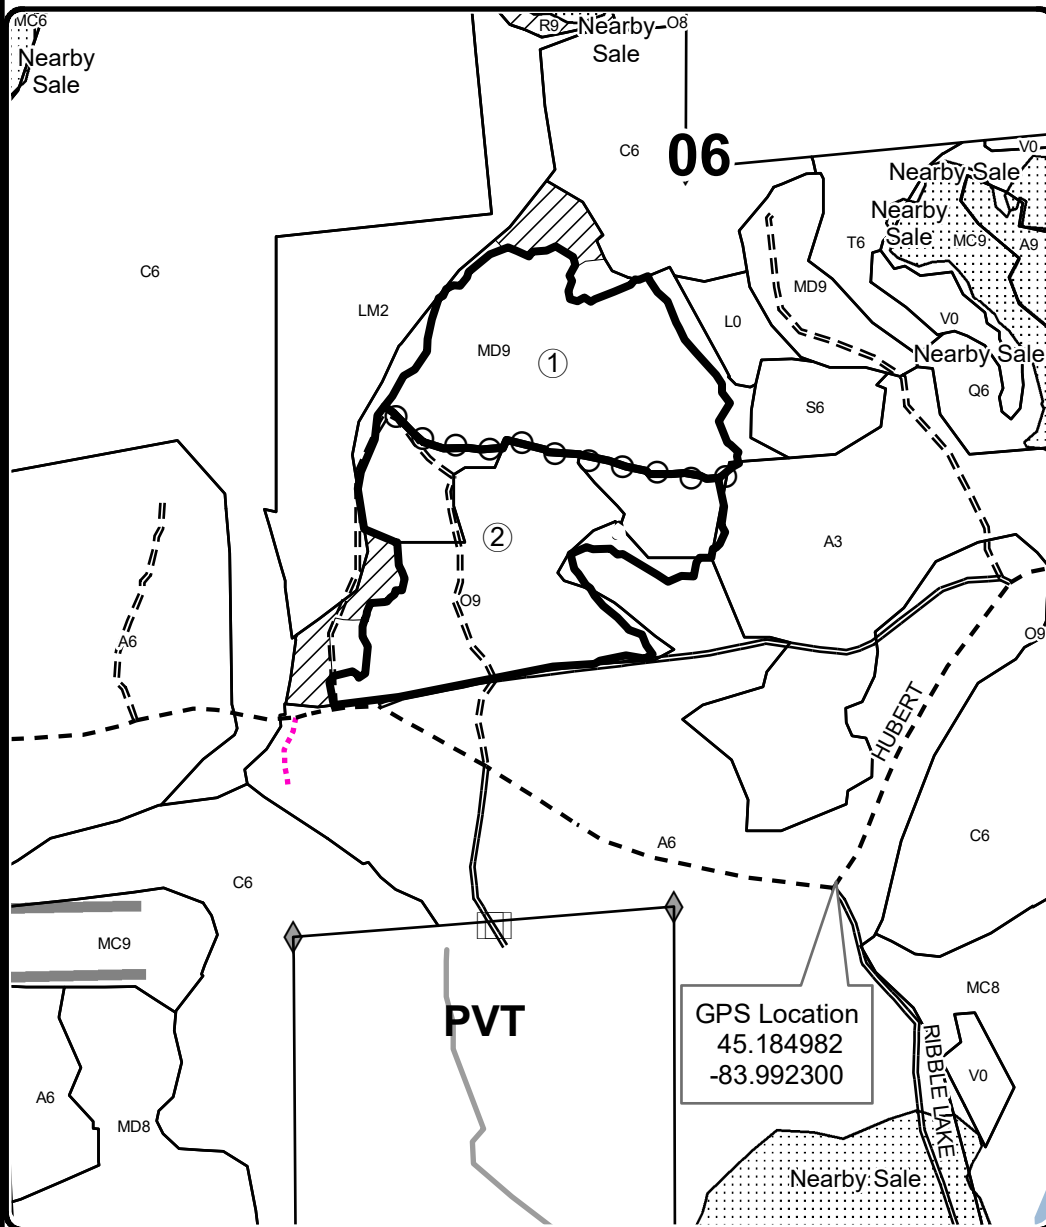 MC6
Nearby
Sale
R9
Nearby
Sale
O8
C6
06
V0
Nearby Sale
Nearby
Sale
T6
MC9
A9
C6
LM2
MD9
V0
L0
MD9
1
Nearby Sale
Q6
S6
2
A3
O9
A6
O9
HUBERT
A6
C6
C6
MC9
PVT
GPS Location
45.184982
-83.992300
MC8
RIBBLE LAKE
V0
A6
MD8
Nearby Sale